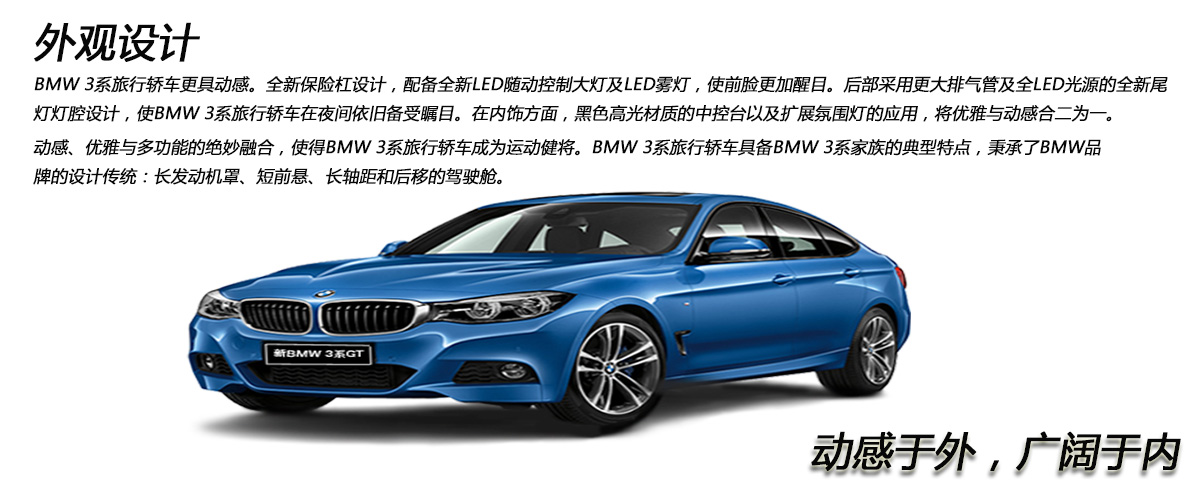 外观设计
BMW 3系旅行轿车更具动感。全新保险杠设计，配备全新LED随动控制大灯及LED雾灯，使前脸更加醒目。后部采用更大排气管及全LED光源的全新尾
灯灯腔设计，使BMW 3系旅行轿车在夜间依旧备受瞩目。在内饰方面，黑色高光材质的中控台以及扩展氛围灯的应用，将优雅与动感合二为一。
动感、优雅与多功能的绝妙融合，使得BMW 3系旅行轿车成为运动健将。BMW 3系旅行轿车具备BMW 3系家族的典型特点，秉承了BMW品
牌的设计传统：长发动机罩、短前悬、长轴距和后移的驾驶舱。
新BMW 3系GT
动感于外，广阔于内